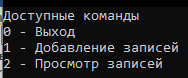 Доступные команды
0 - Выход
1 - Добавление записей
2 - Просмотр записей